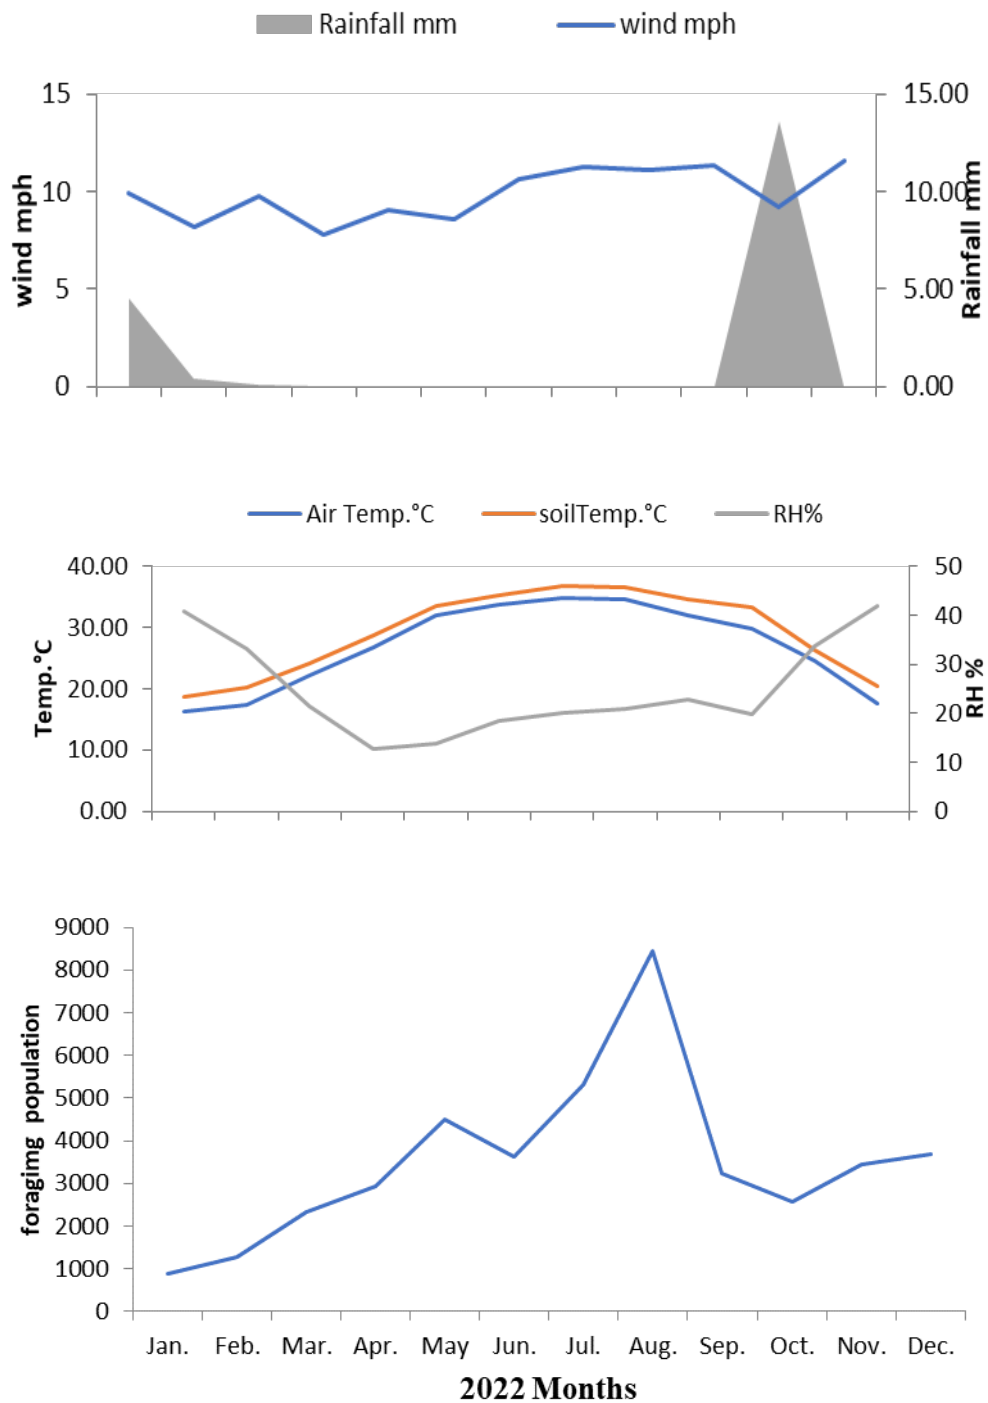 Rainfall mm wind mph
15 15.00
10 10.00
5 5.00
0 0.00
wind mph
Rainfall mm
Air Temp.°C soilTemp.°C RH%
40.00 50
30.00 40
20.00 30
10.00 20
0.00 10
0
Temp.°C
RH %
9000
8000
7000
6000
5000
4000
3000
2000
1000
0
foragimg population
Jan. Feb. Mar. Apr. May Jun. Jul. Aug. Sep. Oct. Nov. Dec.
2022 Months